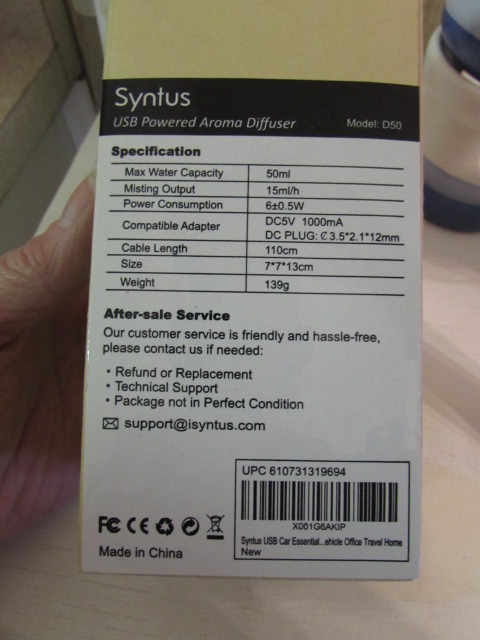 Syntus
USB Powered Aroma Diffuser Model: D50
Specification
Max Water Capacity 50ml
Misting Output 15ml/h
Power Consumption 6±0.5W
Compatible Adapter DC5V 1000mA
DC PLUG: ₡3.5*2.1*12mm
Cable Length 110cm
Size 7*7*13cm
Weight 139g
After-sale Service
Our customer service is friendly and hassle-free,
please contact us if needed:
• Refund or Replacement
• Technical Support
• Package not in Perfect Condition
support@isyntus.com
UPC 610731319694
X001G6AKIP
Syntus USB Car Essential...ehicle Office Travel Home
New
FC CE
Made in China